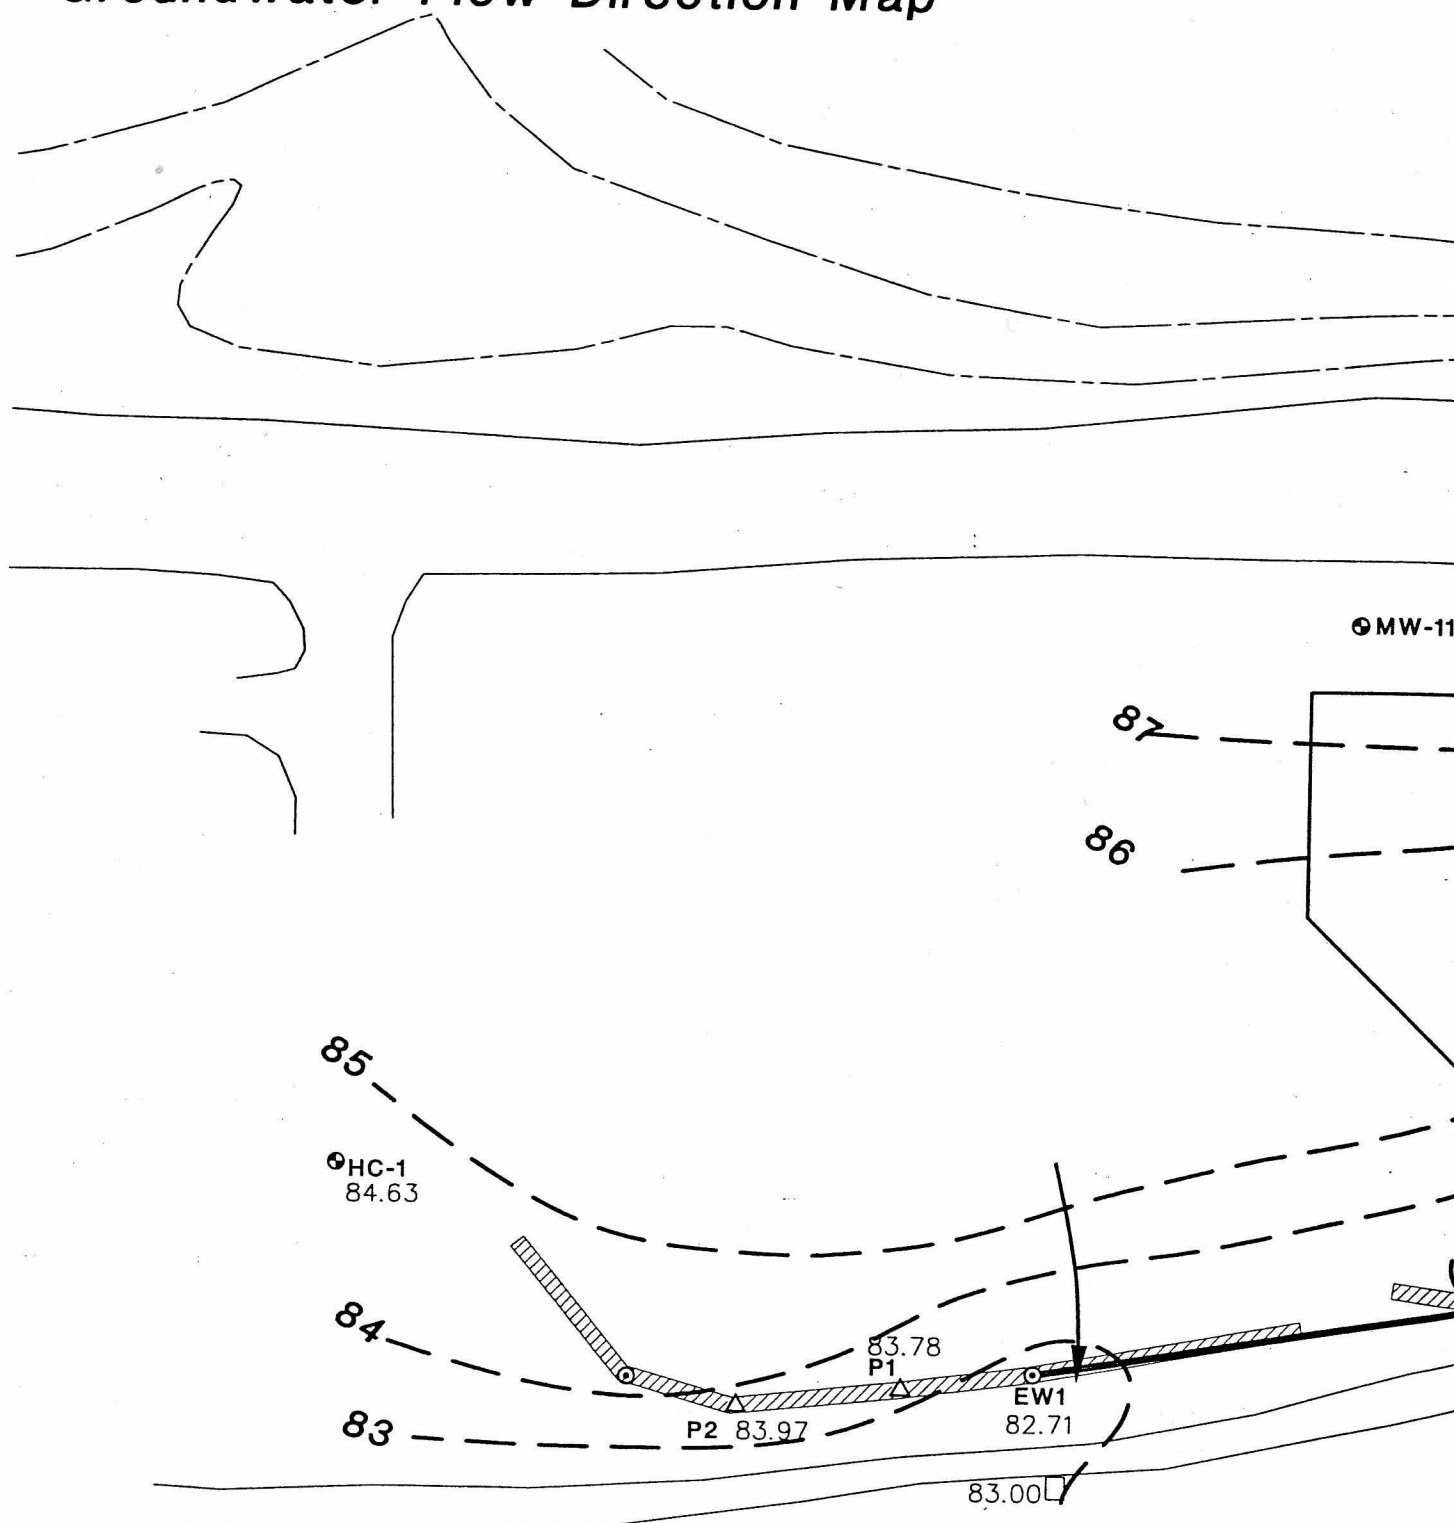 Groundwater Flow Direction Map
MW-11
87
86
85
HC-1
84.63
84
83.78
P1
83
P2 83.97
EW1
82.71
83.00